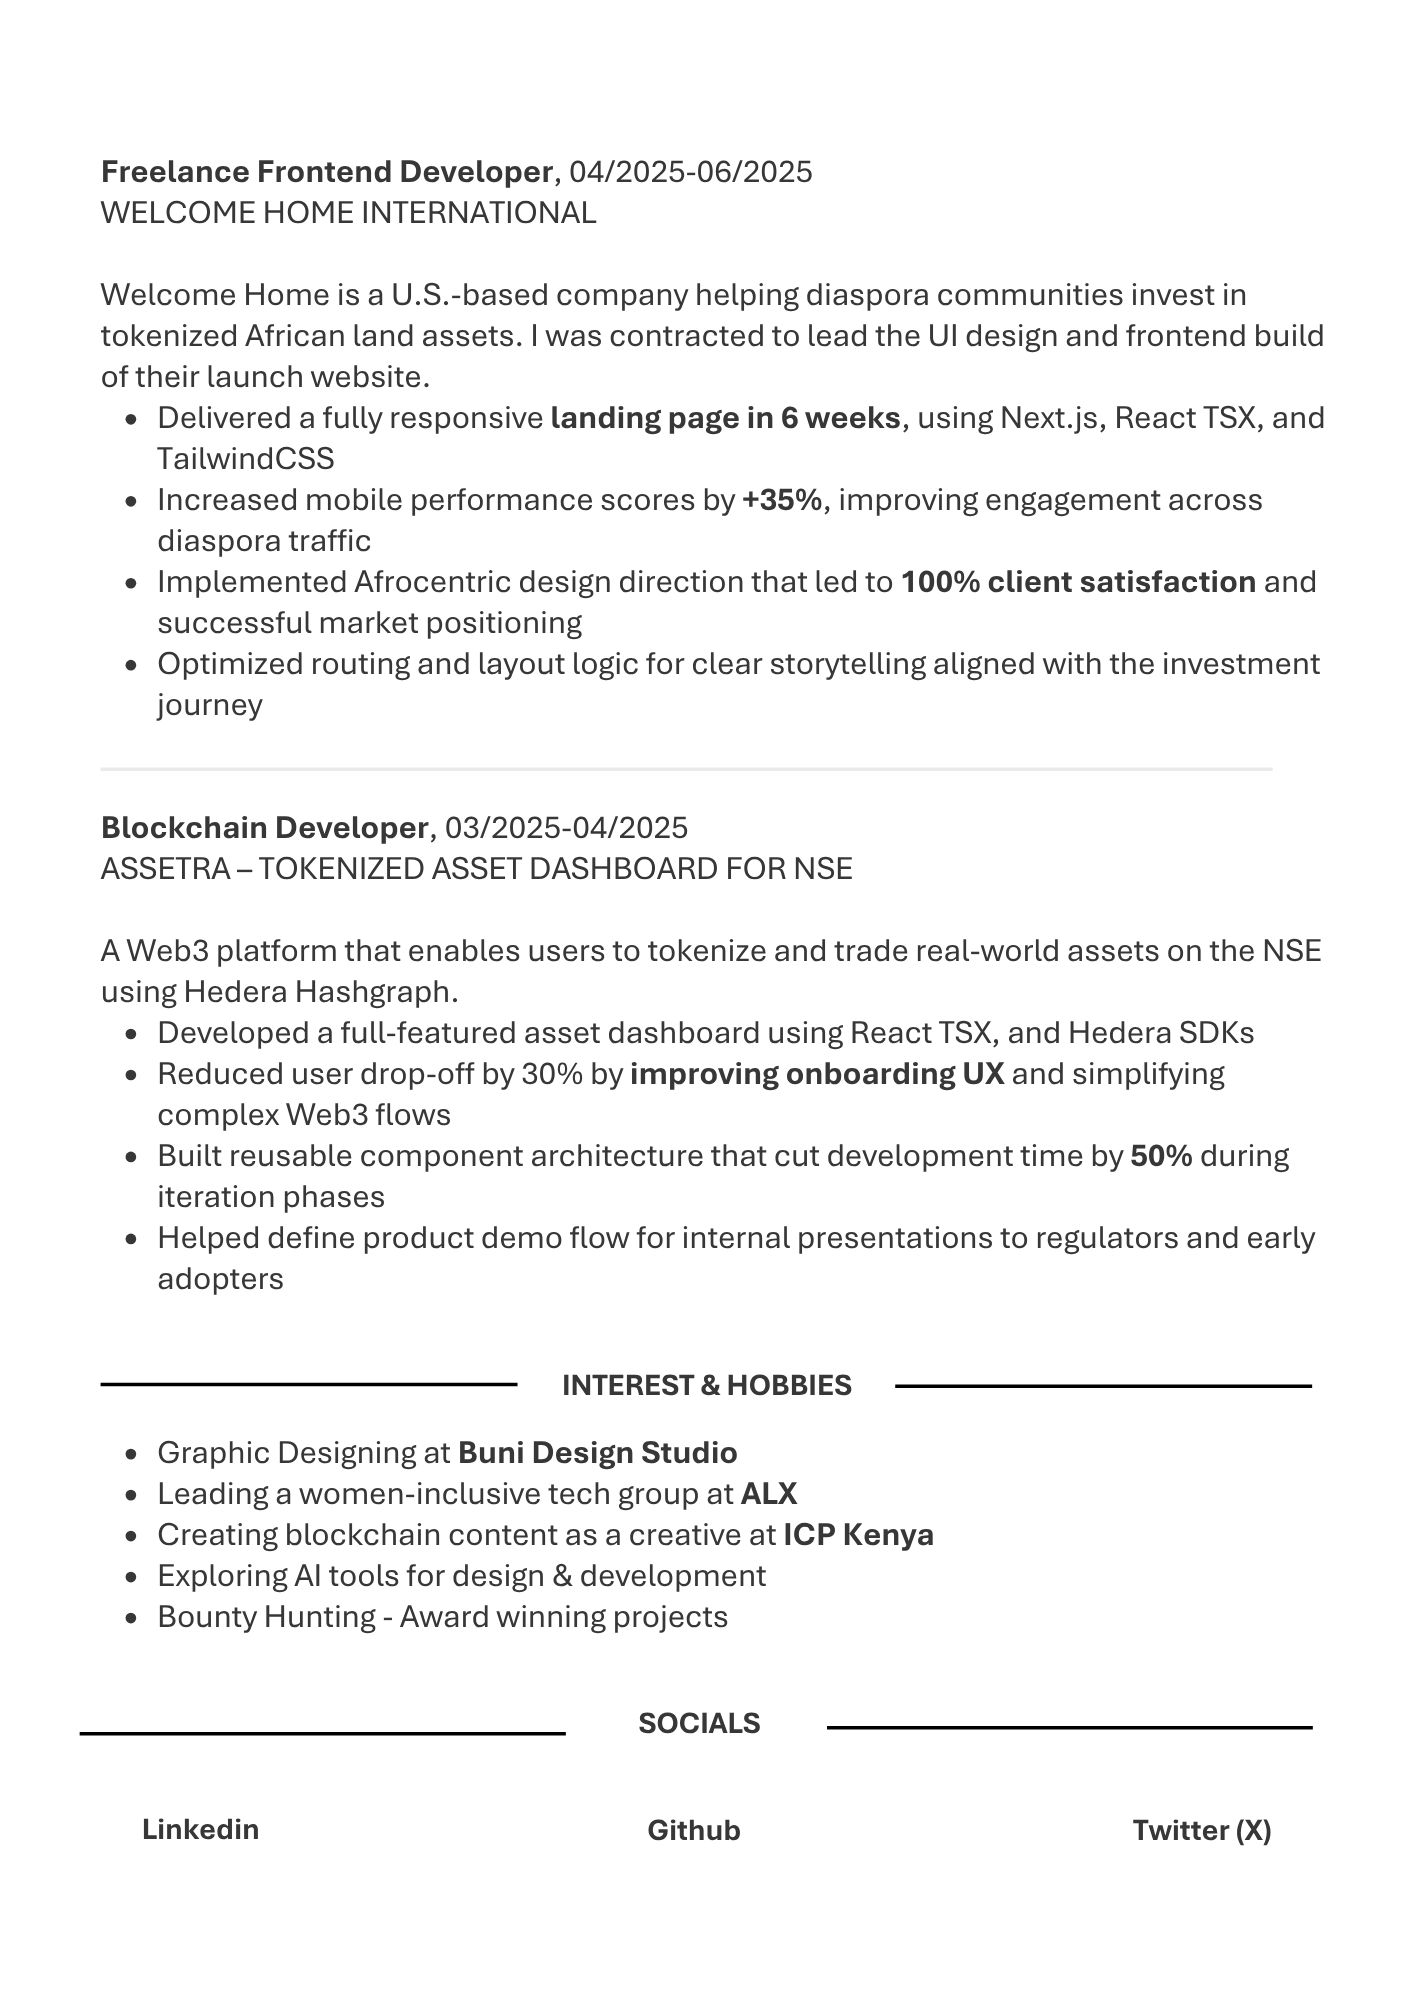 Freelance Frontend Developer, 04/2025-06/2025
WELCOME HOME INTERNATIONAL
Welcome Home is a U.S.-based company helping diaspora communities invest in
tokenized African land assets. I was contracted to lead the UI design and frontend build
of their launch website.
• Delivered a fully responsive landing page in 6 weeks, using Next.js, React TSX, and
TailwindCSS
• Increased mobile performance scores by +35%, improving engagement across
diaspora traffic
• Implemented Afrocentric design direction that led to 100% client satisfaction and
successful market positioning
• Optimized routing and layout logic for clear storytelling aligned with the investment
journey
Blockchain Developer, 03/2025-04/2025
ASSETRA – TOKENIZED ASSET DASHBOARD FOR NSE
A Web3 platform that enables users to tokenize and trade real-world assets on the NSE
using Hedera Hashgraph.
• Developed a full-featured asset dashboard using React TSX, and Hedera SDKs
• Reduced user drop-off by 30% by improving onboarding UX and simplifying
complex Web3 flows
• Built reusable component architecture that cut development time by 50% during
iteration phases
• Helped define product demo flow for internal presentations to regulators and early
adopters
INTEREST & HOBBIES
• Graphic Designing at Buni Design Studio
• Leading a women-inclusive tech group at ALX
• Creating blockchain content as a creative at ICP Kenya
• Exploring AI tools for design & development
• Bounty Hunting - Award winning projects
SOCIALS
Linkedin Github Twitter (X)